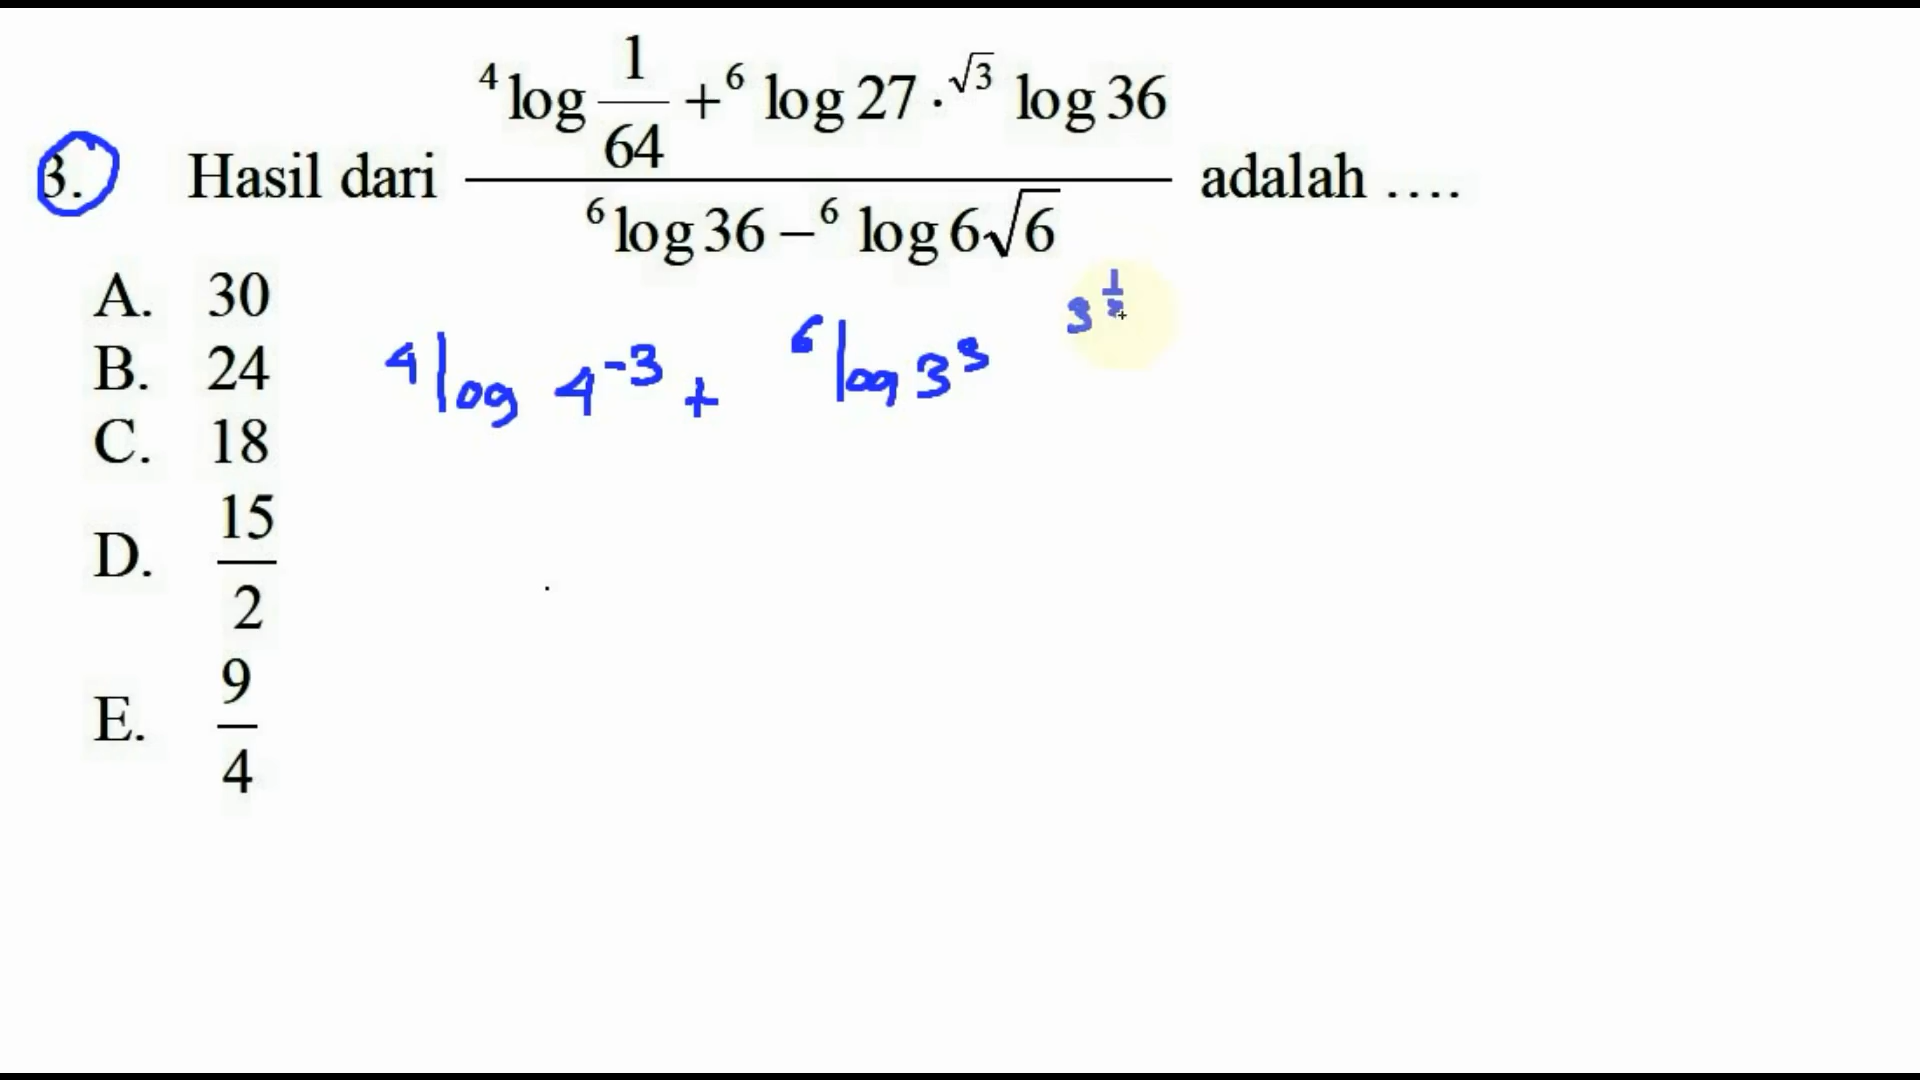 3. Hasil dari (⁴log 1/64 + ⁶log 27 · √³log 36) / (⁶log 36 − ⁶log 6√6) adalah ....
A. 30
B. 24
C. 18
D. 15/2
E. 9/4
⁴log 4⁻³ + ⁶log 3³ 3^½